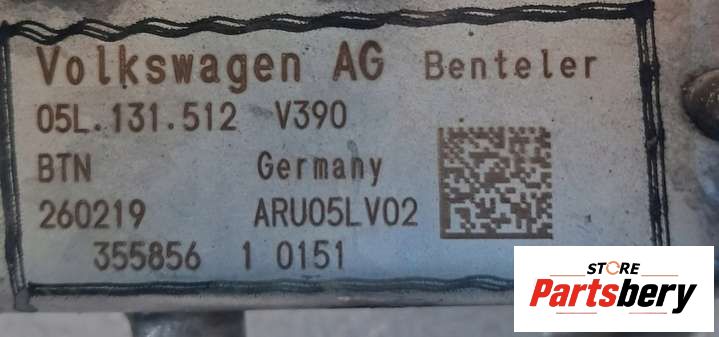 Volkswagen AG Benteler
05L.131.512 V390
BTN Germany
260219 ARU05LV02
355856 1 0151
STORE
Partsbery